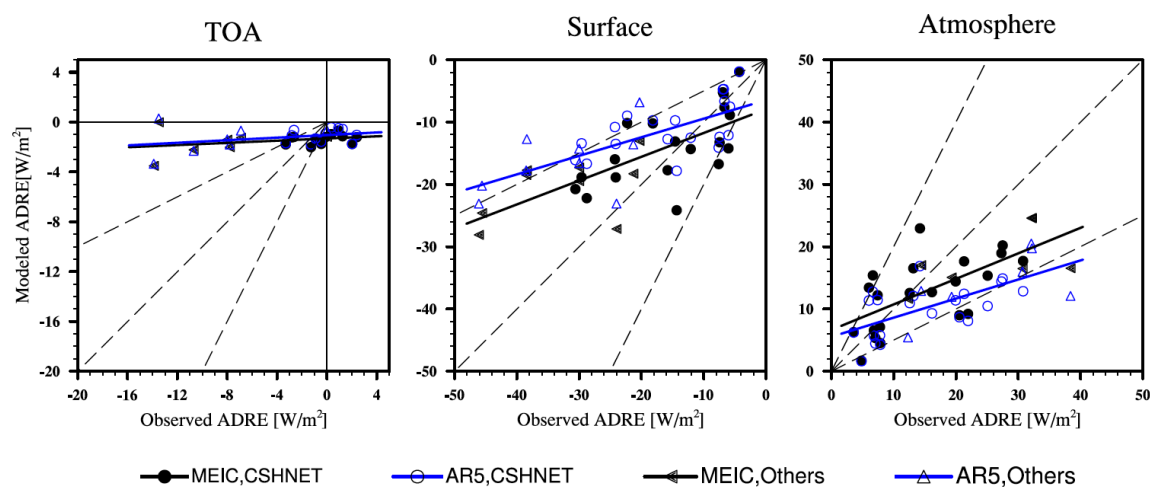 TOA
Surface
Atmosphere
Modeled ADRE[W/m²]
4
0
-4
-8
-12
-16
-20
-20 -16 -12 -8 -4 0 4
Observed ADRE [W/m²]
0
-10
-20
-30
-40
-50
-50 -40 -30 -20 -10 0
Observed ADRE [W/m²]
50
40
30
20
10
0
0 10 20 30 40 50
Observed ADRE [W/m²]
MEIC,CSHNET AR5,CSHNET MEIC,Others AR5,Others